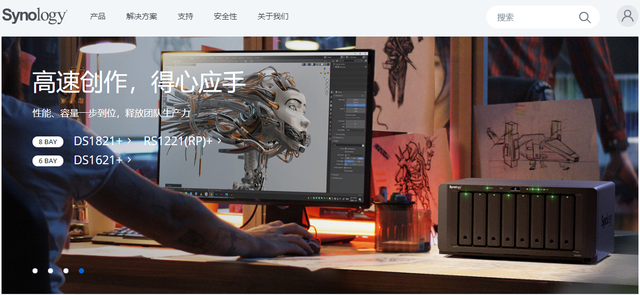 Synology
产品
解决方案
支持
安全性
关于我们
搜索
高速创作，得心应手
性能、容量一步到位，释放团队生产力
8 BAY DS1821+ > RS1221(RP)+ >
6 BAY DS1621+ >
Synology